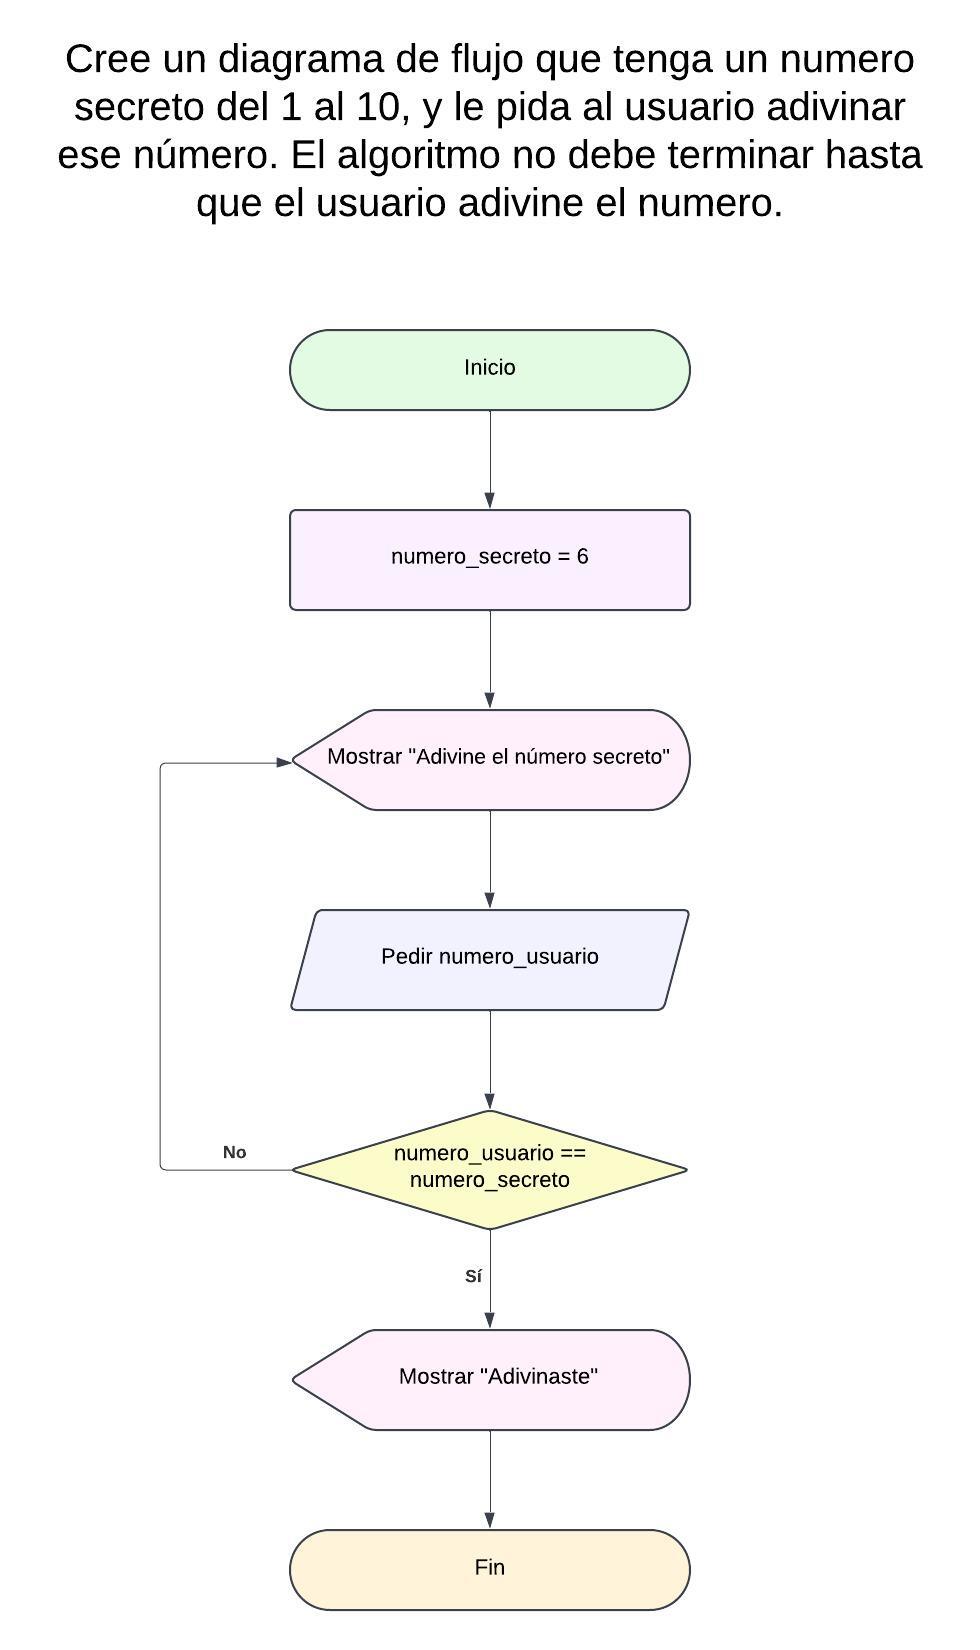 Cree un diagrama de flujo que tenga un numero
secreto del 1 al 10, y le pida al usuario adivinar
ese número. El algoritmo no debe terminar hasta
que el usuario adivine el numero.
Inicio
numero_secreto = 6
Mostrar "Adivine el número secreto"
Pedir numero_usuario
numero_usuario ==
numero_secreto
No
Sí
Mostrar "Adivinaste"
Fin